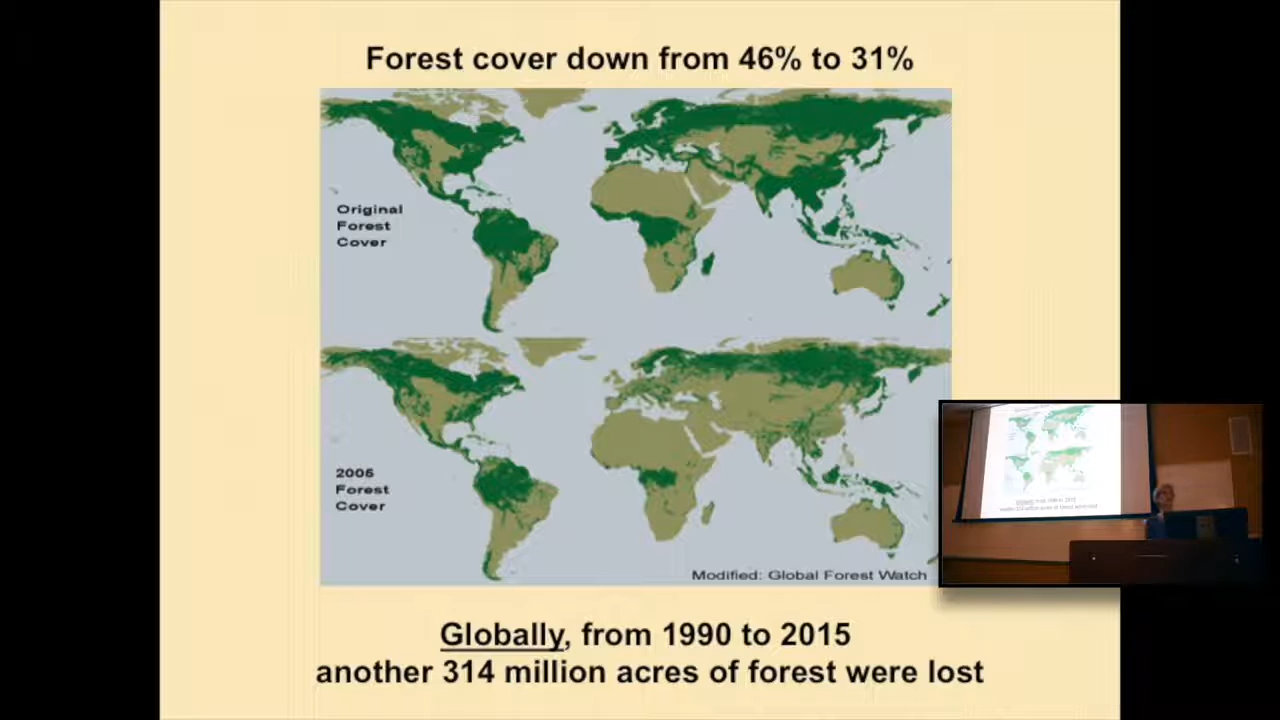 Forest cover down from 46% to 31%
Original
Forest
Cover
2005
Forest
Cover
Modified: Global Forest Watch
Globally, from 1990 to 2015
another 314 million acres of forest were lost